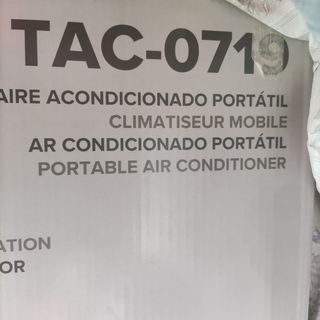 TAC-0719
AIRE ACONDICIONADO PORTÁTIL
CLIMATISEUR MOBILE
AR CONDICIONADO PORTÁTIL
PORTABLE AIR CONDITIONER
ATION
OR